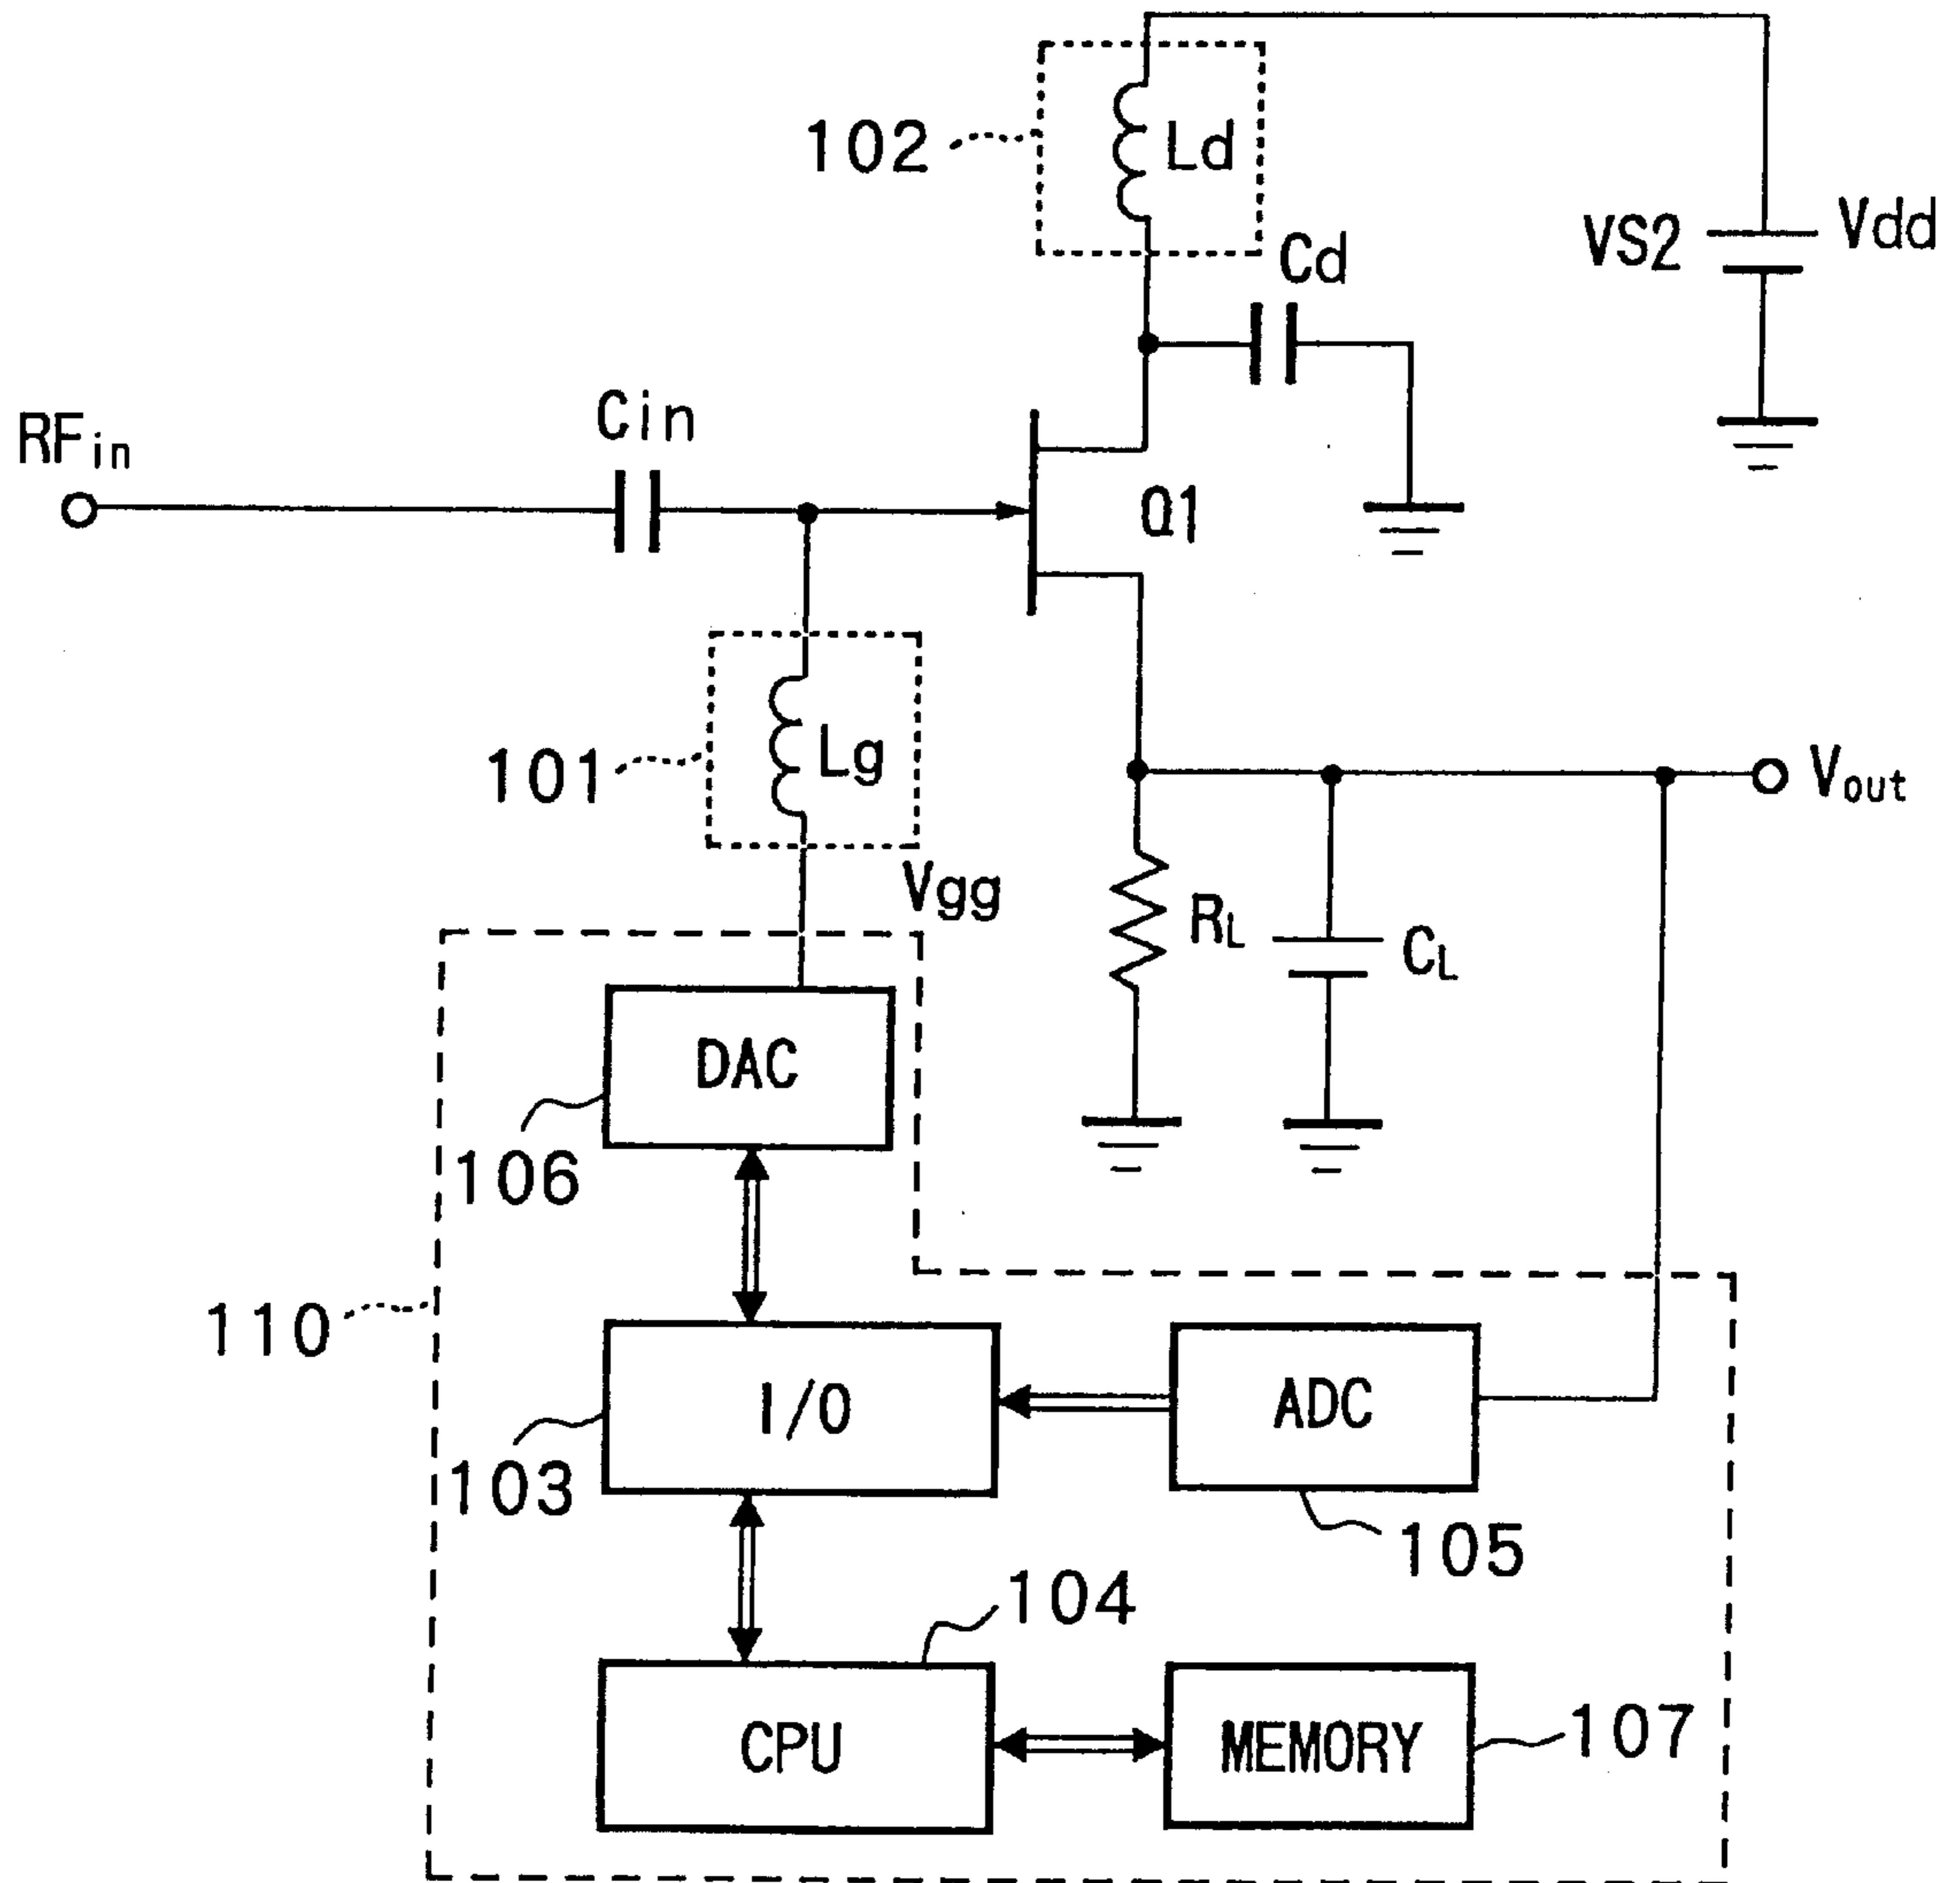 102
Ld
VS2
Vdd
Cd
Cin
RFin
Q1
101
Lg
Vout
Vgg
RL
CL
DAC
106
110
I/O
ADC
103
105
104
CPU
MEMORY
107